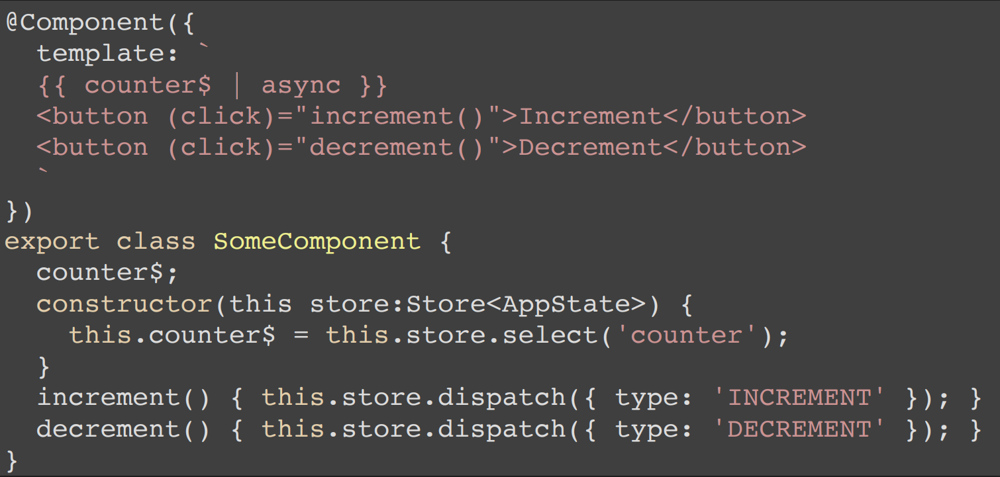 @Component({
  template: `
  {{ counter$ | async }}
  <button (click)="increment()">Increment</button>
  <button (click)="decrement()">Decrement</button>
  `
})
export class SomeComponent {
  counter$;
  constructor(this store:Store<AppState>) {
    this.counter$ = this.store.select('counter');
  }
  increment() { this.store.dispatch({ type: 'INCREMENT' }); }
  decrement() { this.store.dispatch({ type: 'DECREMENT' }); }
}